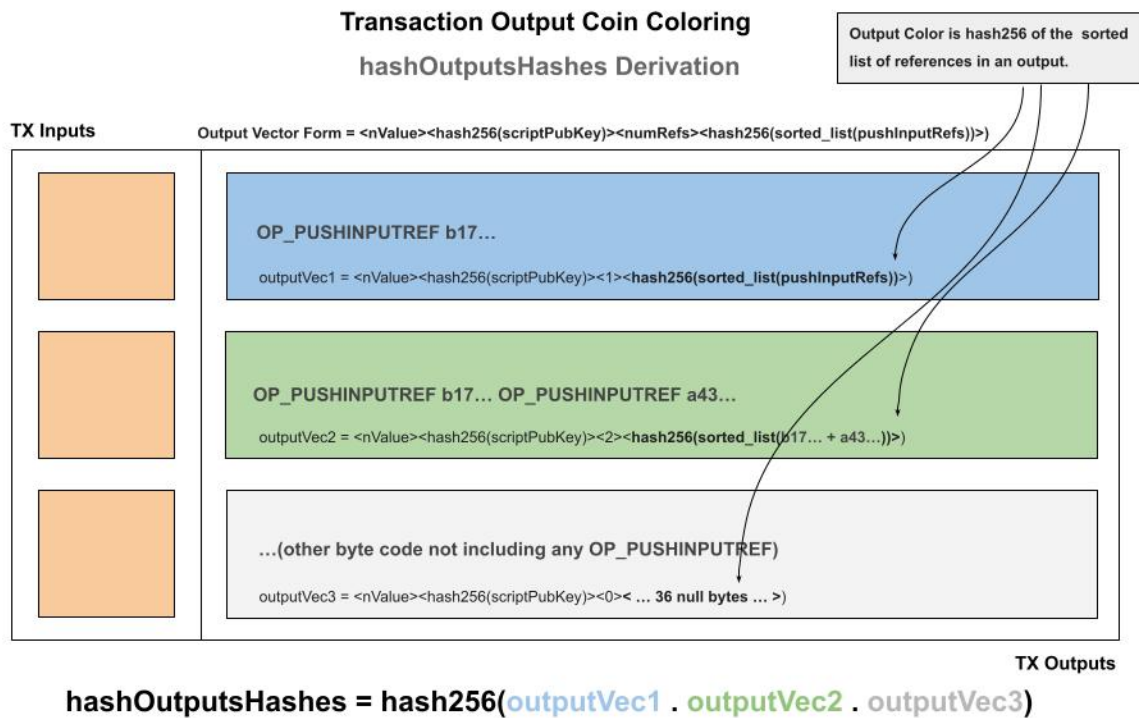 Transaction Output Coin Coloring
hashOutputsHashes Derivation
Output Color is hash256 of the sorted
list of references in an output.
TX Inputs
Output Vector Form = <nValue><hash256(scriptPubKey)><numRefs><hash256(sorted_list(pushInputRefs))>)
OP_PUSHINPUTREF b17...
outputVec1 = <nValue><hash256(scriptPubKey)><1><hash256(sorted_list(pushInputRefs))>)
OP_PUSHINPUTREF b17... OP_PUSHINPUTREF a43...
outputVec2 = <nValue><hash256(scriptPubKey)><2><hash256(sorted_list(b17... + a43...))>)
...(other byte code not including any OP_PUSHINPUTREF)
outputVec3 = <nValue><hash256(scriptPubKey)><0>< ... 36 null bytes ... >)
TX Outputs
hashOutputsHashes = hash256(outputVec1 . outputVec2 . outputVec3)